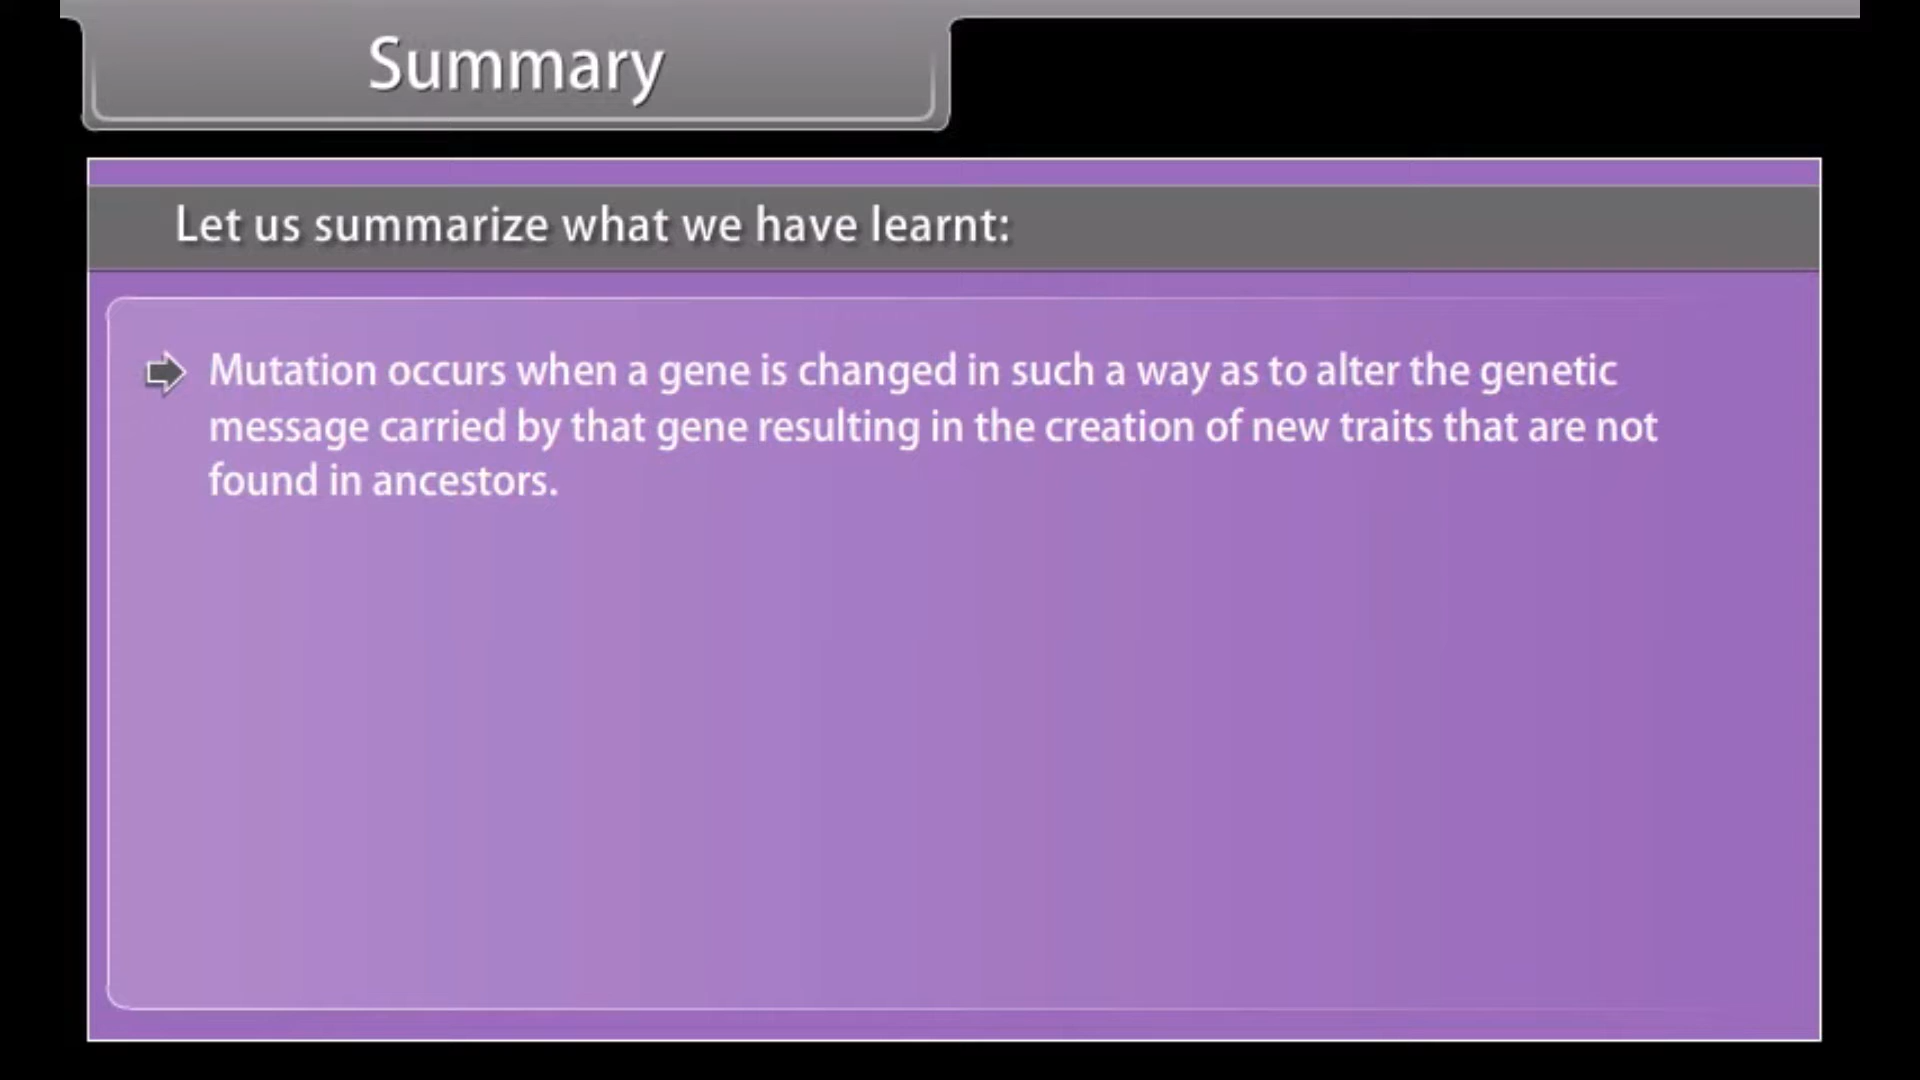 Summary
Let us summarize what we have learnt:
Mutation occurs when a gene is changed in such a way as to alter the genetic
message carried by that gene resulting in the creation of new traits that are not
found in ancestors.